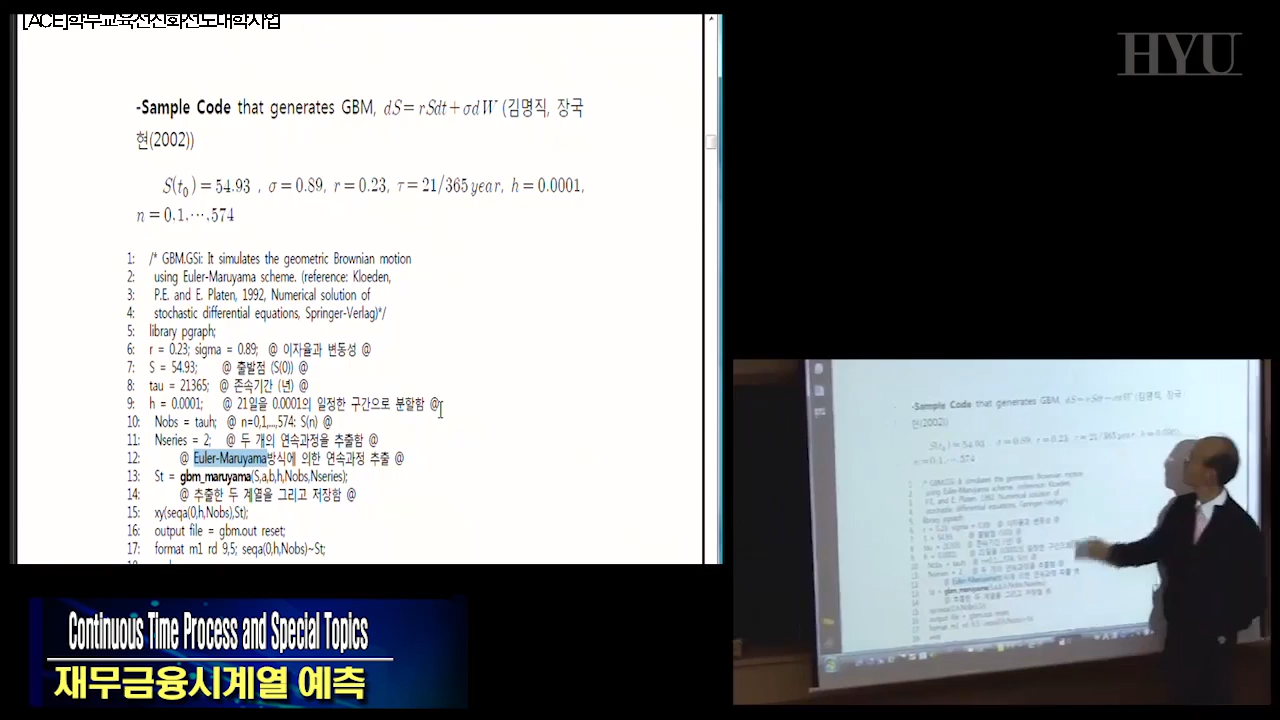 [ACE]학부교육선진화선도대학사업
HYU
-Sample Code that generates GBM, dS=rSdt+σdW (김명직, 장국
현(2002))
S(t₀)=54.93 , σ=0.89, r=0.23, τ=21/365year, h=0.0001,
n=0,1,⋯,574
1: /* GBM.GSi: It simulates the geometric Brownian motion
2: using Euler-Maruyama scheme. (reference: Kloeden,
3: P.E. and E. Platen, 1992, Numerical solution of
4: stochastic differential equations, Springer-Verlag)*/
5: library pgraph;
6: r = 0.23; sigma = 0.89; @ 이자율과 변동성 @
7: S = 54.93; @ 출발점 (S(0)) @
8: tau = 21365; @ 존속기간 (년) @
9: h = 0.0001; @ 21일을 0.0001의 일정한 구간으로 분할함 @
10: Nobs = tauh; @ n=0,1,...,574: S(n) @
11: Nseries = 2; @ 두 개의 연속과정을 추출함 @
12: @ Euler-Maruyama방식에 의한 연속과정 추출 @
13: St = gbm_maruyama(S,a,b,h,Nobs,Nseries);
14: @ 추출한 두 계열을 그리고 저장함 @
15: xy(seqa(0,h,Nobs),St);
16: output file = gbm.out reset;
17: format m1 rd 9,5; seqa(0,h,Nobs)~St;
Continuous Time Process and Special Topics
재무금융시계열 예측